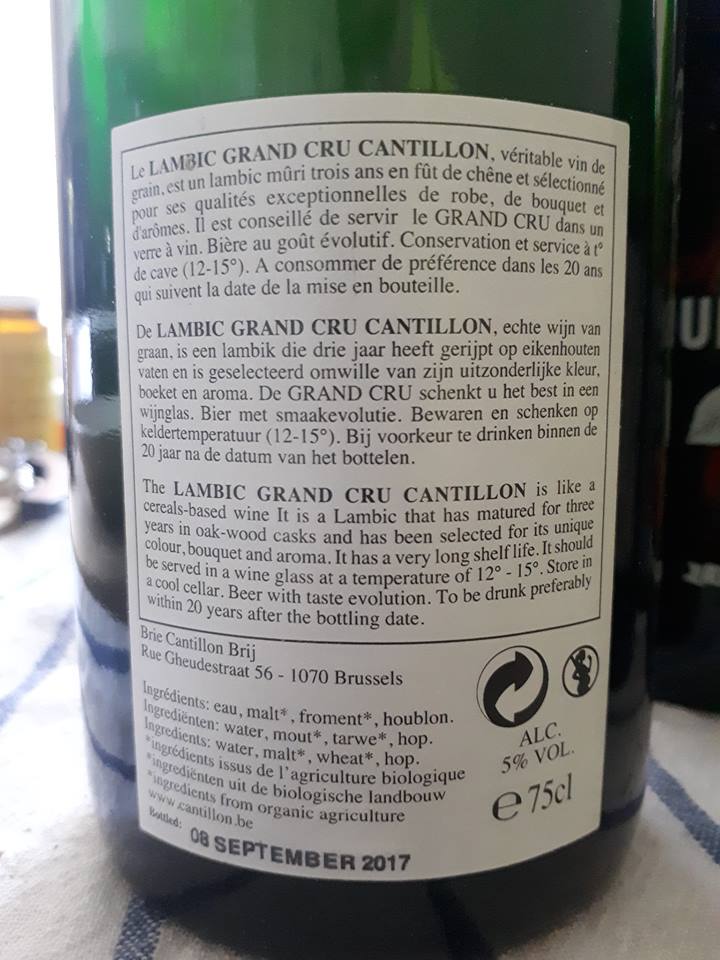 Le LAMBIC GRAND CRU CANTILLON, véritable vin de
grain, est un lambic mûri trois ans en fût de chêne et sélectionné
pour ses qualités exceptionnelles de robe, de bouquet et
d'arômes. Il est conseillé de servir le GRAND CRU dans un
verre à vin. Bière au goût évolutif. Conservation et service à t°
de cave (12-15°). A consommer de préférence dans les 20 ans
qui suivent la date de la mise en bouteille.
De LAMBIC GRAND CRU CANTILLON, echte wijn van
graan, is een lambik die drie jaar heeft gerijpt op eikenhouten
vaten en is geselecteerd omwille van zijn uitzonderlijke kleur,
boeket en aroma. De GRAND CRU schenkt u het best in een
wijnglas. Bier met smaakevolutie. Bewaren en schenken op
keldertemperatuur (12-15°). Bij voorkeur te drinken binnen de
20 jaar na de datum van het bottelen.
The LAMBIC GRAND CRU CANTILLON is like a
cereals-based wine It is a Lambic that has matured for three
years in oak-wood casks and has been selected for its unique
colour, bouquet and aroma. It has a very long shelf life. It should
be served in a wine glass at a temperature of 12° - 15°. Store in
a cool cellar. Beer with taste evolution. To be drunk preferably
within 20 years after the bottling date.
Brie Cantillon Brij
Rue Gheudestraat 56 - 1070 Brussels
Ingrédients: eau, malt*, froment*, houblon.
Ingrediënten: water, mout*, tarwe*, hop.
Ingredients: water, malt*, wheat*, hop.
*ingrédients issus de l'agriculture biologique
*ingrediënten uit de biologische landbouw
*ingredients from organic agriculture
www.cantillon.be
Bottled: 08 SEPTEMBER 2017
ALC.
5% VOL.
e 75cl